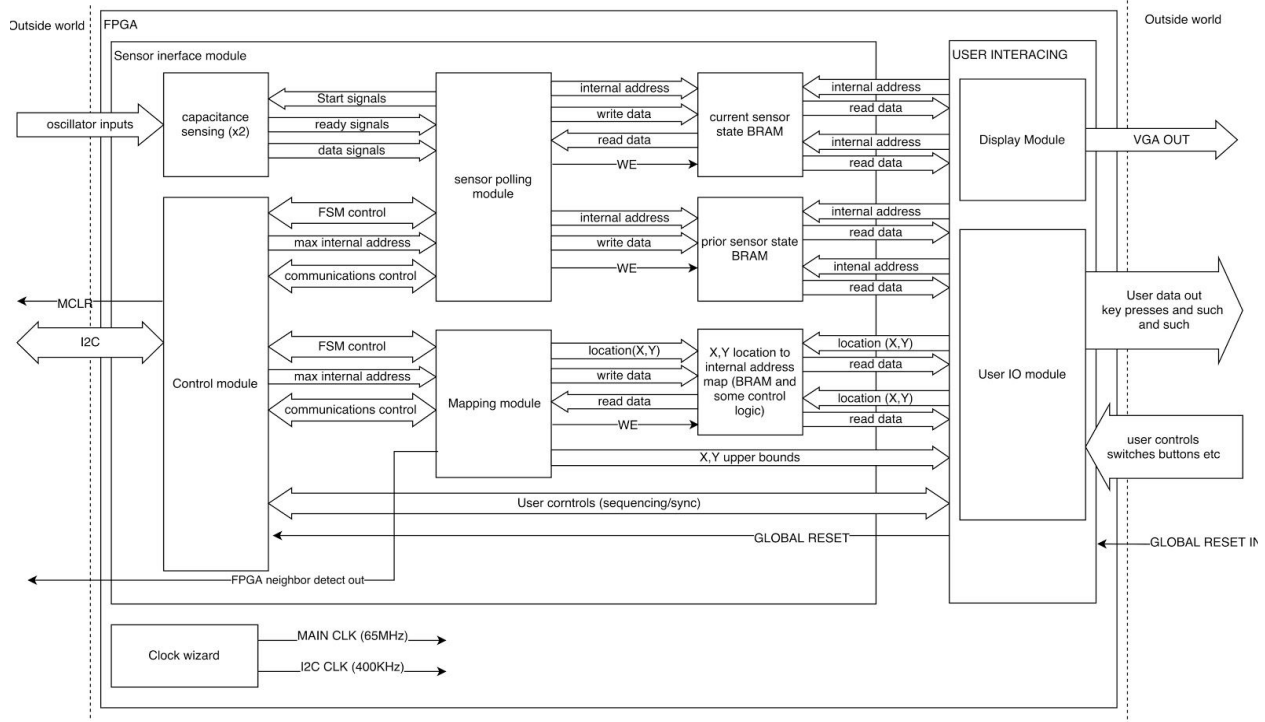 Outside world
FPGA
Outside world
Sensor inerface module
USER INTERACING
oscillator inputs
capacitance
sensing (x2)
Start signals
ready signals
data signals
sensor polling
module
internal address
write data
read data
WE
current sensor
state BRAM
internal address
read data
internal address
read data
Display Module
VGA OUT
FSM control
max internal address
communications control
internal address
write data
WE
prior sensor state
BRAM
internal address
read data
intenal address
read data
MCLR
I2C
Control module
FSM control
max internal address
communications control
Mapping module
location(X,Y)
write data
read data
WE
X,Y location to
internal address
map (BRAM and
some control
logic)
location (X,Y)
read data
location (X,Y)
read data
User IO module
User data out
key presses and such
and such
user controls
switches buttons etc
X,Y upper bounds
User corntrols (sequencing/sync)
GLOBAL RESET
GLOBAL RESET IN
FPGA neighbor detect out
Clock wizard
MAIN CLK (65MHz)
I2C CLK (400KHz)